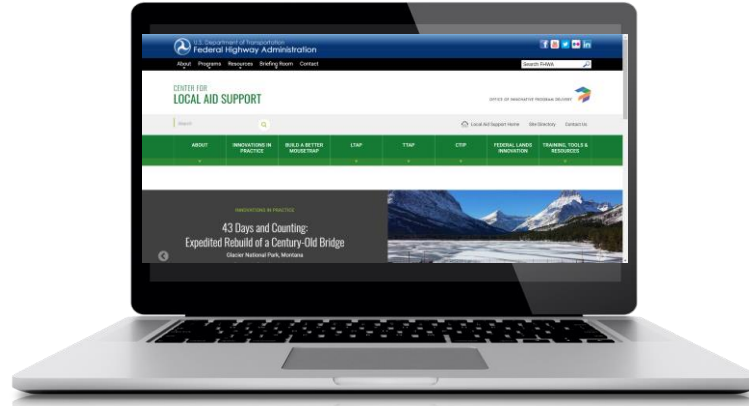 U.S. Department of Transportation
Federal Highway Administration
About Programs Resources Briefing Room Contact
Search FHWA
CENTER FOR
LOCAL AID SUPPORT
OFFICE OF INNOVATIVE PROGRAM DELIVERY
Search
Local Aid Support Home Site Directory Contact Us
ABOUT
INNOVATIONS IN
PRACTICE
BUILD A BETTER
MOUSETRAP
LTAP
TTAP
CTIP
FEDERAL LANDS
INNOVATION
TRAINING, TOOLS &
RESOURCES
INNOVATIONS IN PRACTICE
43 Days and Counting:
Expedited Rebuild of a Century-Old Bridge
Glacier National Park, Montana